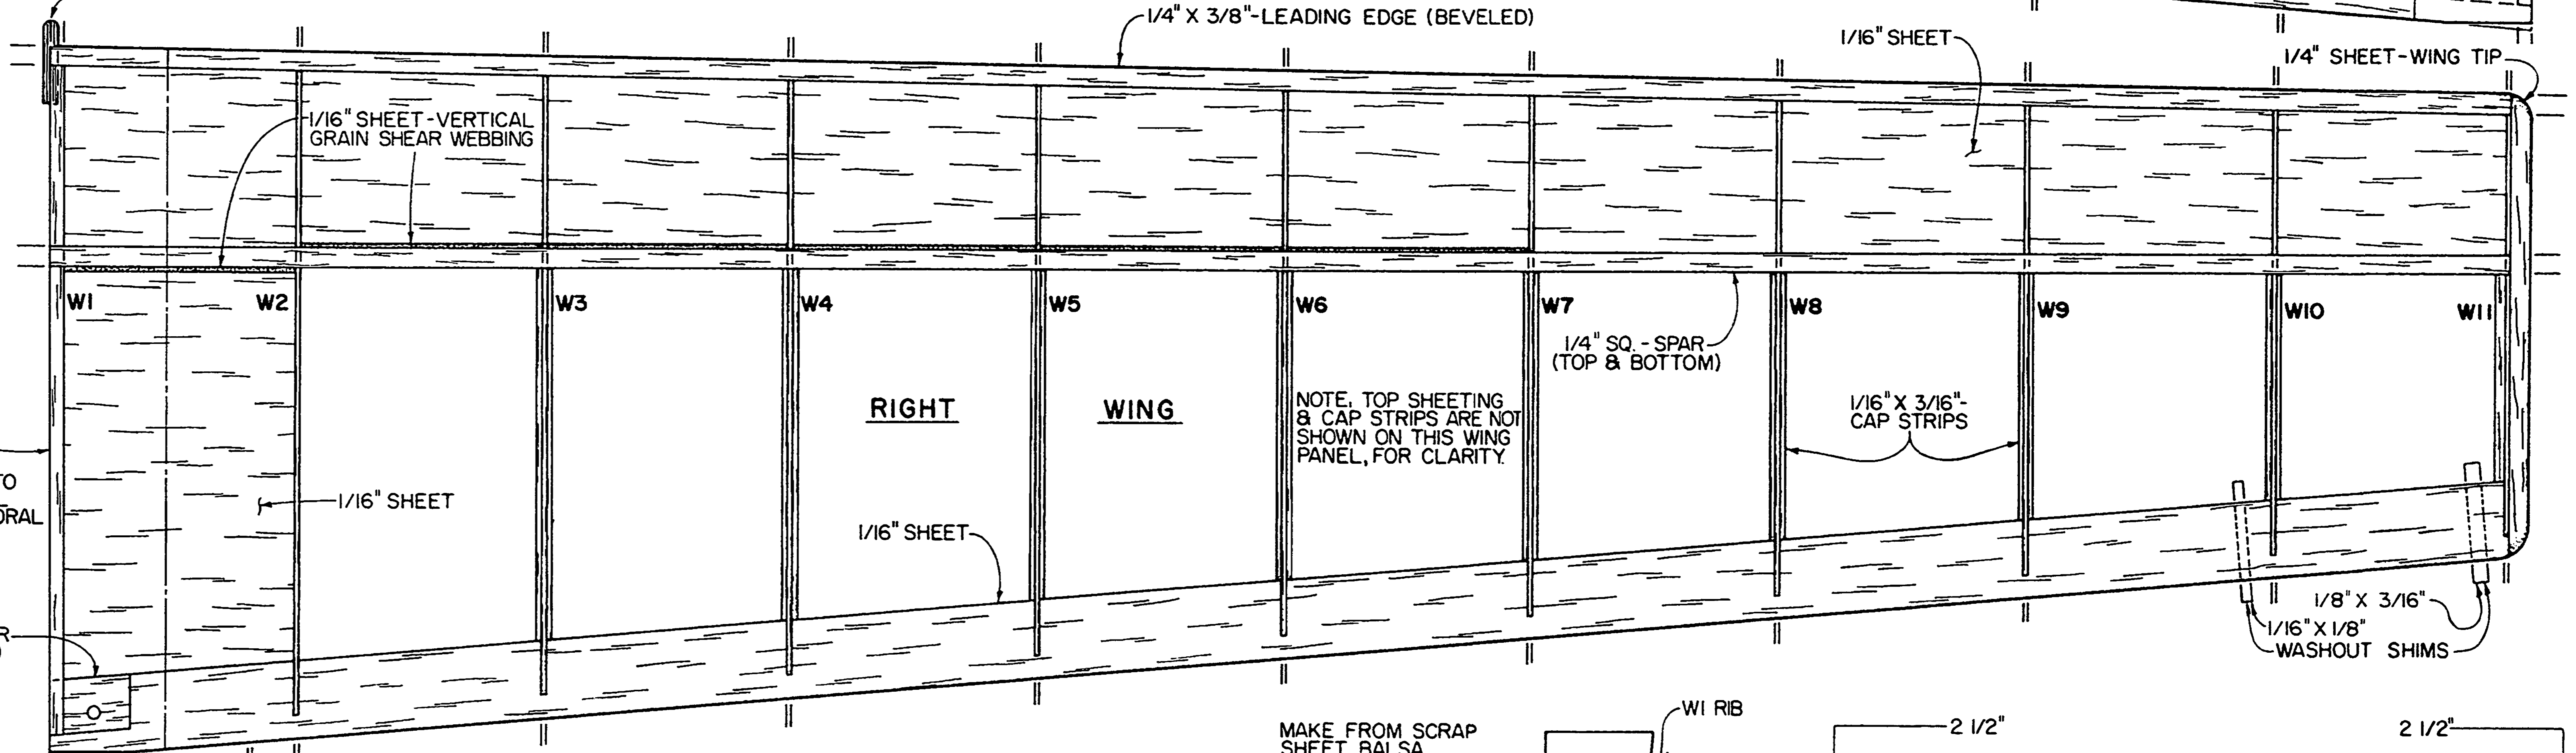 1/4" X 3/8"-LEADING EDGE (BEVELED)
1/16" SHEET
1/4" SHEET-WING TIP
1/16" SHEET-VERTICAL
GRAIN SHEAR WEBBING
W1
W2
W3
W4
W5
W6
W7
W8
W9
W10
W11
1/4" SQ.-SPAR
(TOP & BOTTOM)
RIGHT WING
NOTE, TOP SHEETING
& CAP STRIPS ARE NOT
SHOWN ON THIS WING
PANEL, FOR CLARITY.
1/16" X 3/16"-
CAP STRIPS
TO
1/16" SHEET
1/16" SHEET
1/8" X 3/16"
1/16" X 1/8"
WASHOUT SHIMS
W1 RIB
MAKE FROM SCRAP
SHEET BALSA
2 1/2"
2 1/2"